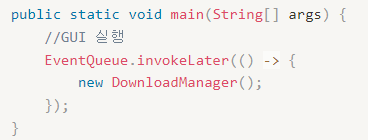 public static void main(String[] args) {
    //GUI 실행
    EventQueue.invokeLater(() -> {
        new DownloadManager();
    });
}